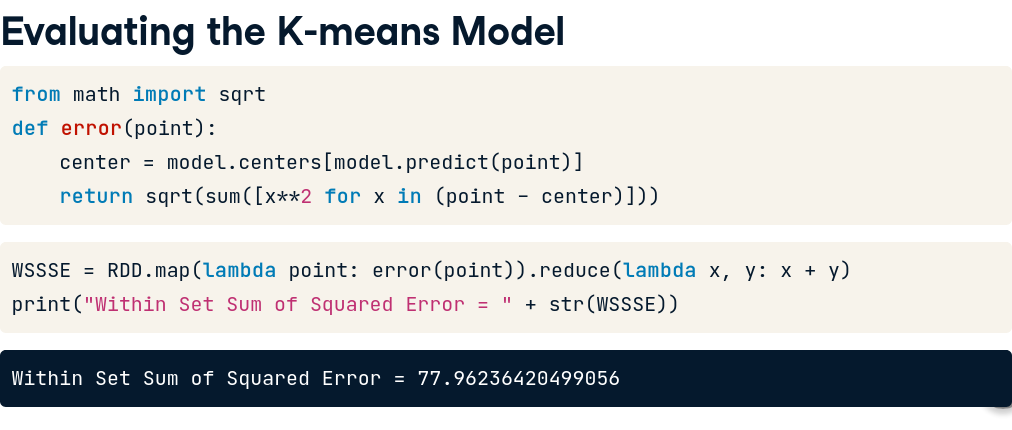 Evaluating the K-means Model
from math import sqrt
def error(point):
    center = model.centers[model.predict(point)]
    return sqrt(sum([x**2 for x in (point - center)]))
WSSSE = RDD.map(lambda point: error(point)).reduce(lambda x, y: x + y)
print("Within Set Sum of Squared Error = " + str(WSSSE))
Within Set Sum of Squared Error = 77.96236420499056